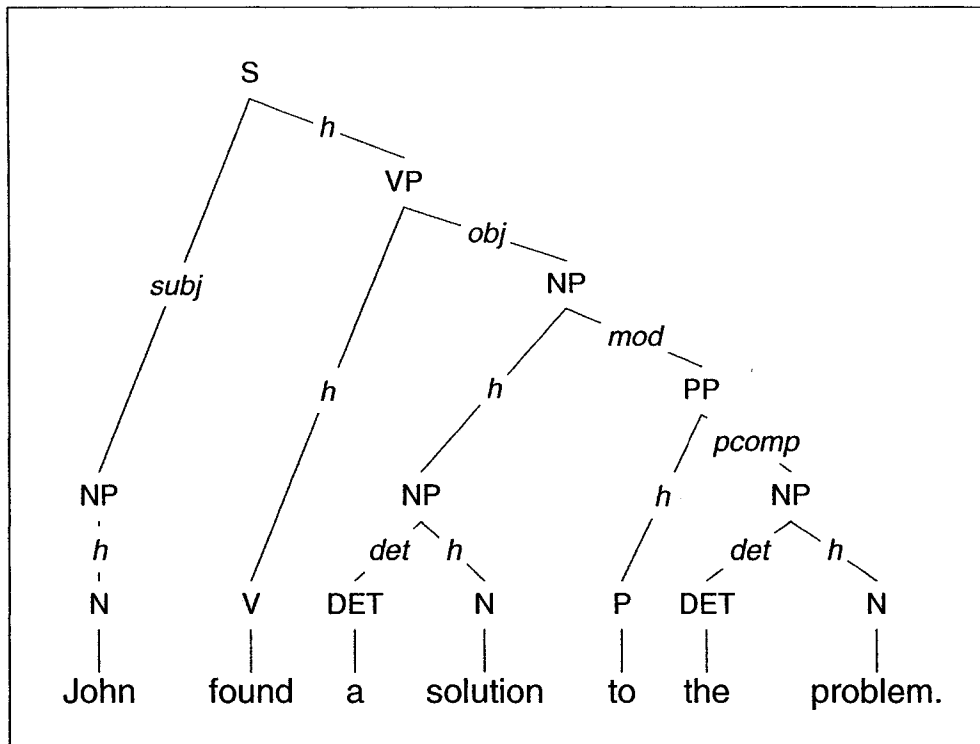 S
h
VP
obj
NP
subj
mod
PP
h
h
pcomp
NP
NP
h
NP
h
det
h
det
h
N
V
DET
N
P
DET
N
John found a solution to the problem.